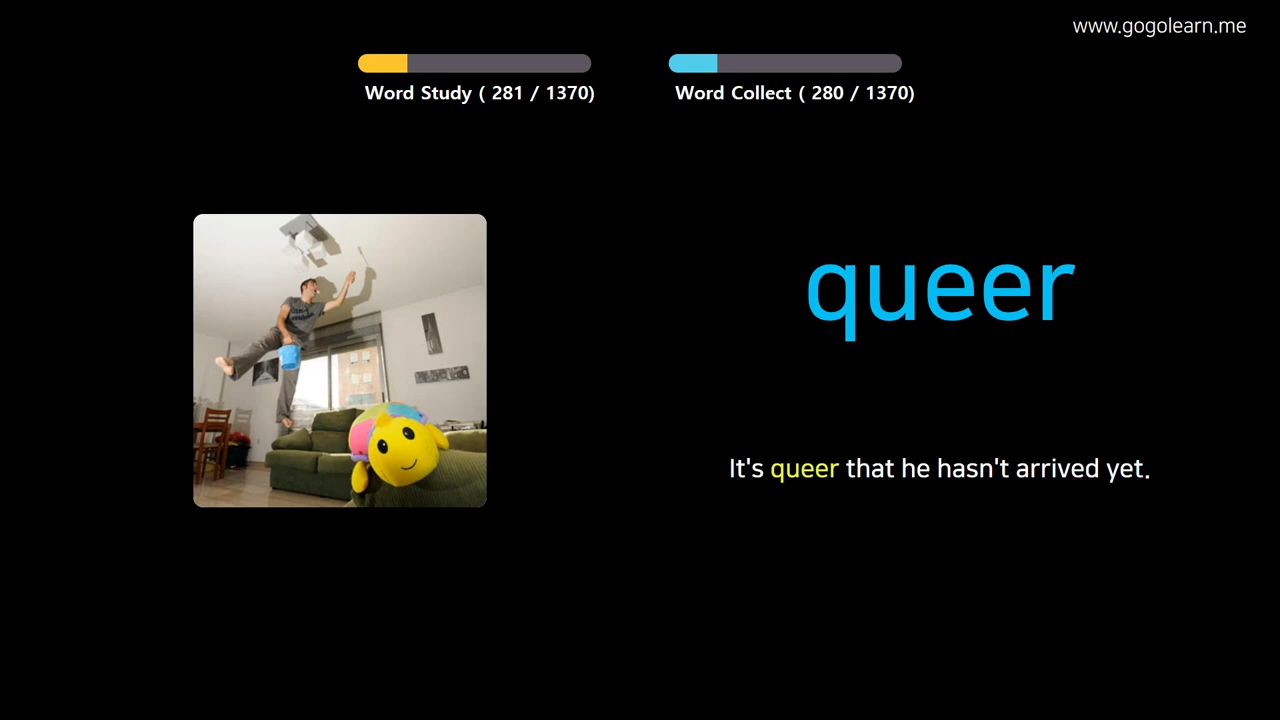 www.gogolearn.me
Word Study ( 281 / 1370)
Word Collect ( 280 / 1370)
queer
It's queer that he hasn't arrived yet.